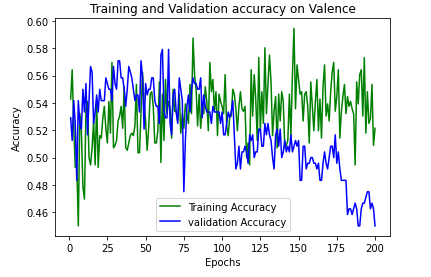 Training and Validation accuracy on Valence
0.60
0.58
0.56
0.54
0.52
0.50
0.48
0.46
Accuracy
Training Accuracy
validation Accuracy
0 25 50 75 100 125 150 175 200
Epochs